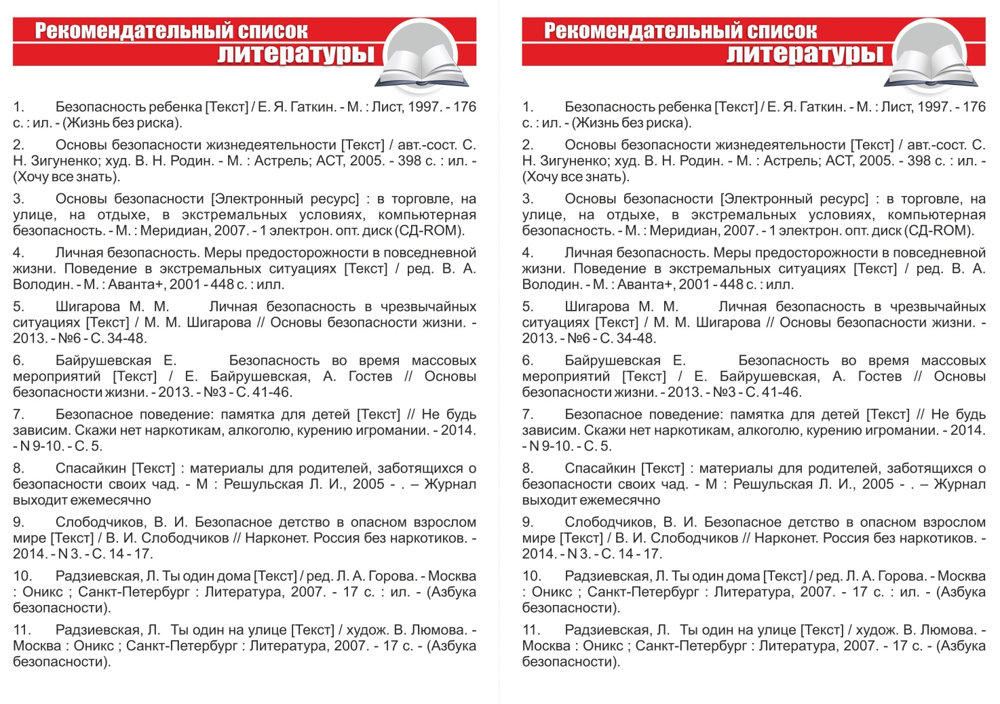 Рекомендательный список
литературы
1. Безопасность ребенка [Текст] / Е. Я. Гаткин. - М. : Лист, 1997. - 176
с. : ил. - (Жизнь без риска).
2. Основы безопасности жизнедеятельности [Текст] / авт.-сост. С.
Н. Зигуненко; худ. В. Н. Родин. - М. : Астрель; АСТ, 2005. - 398 с. : ил. -
(Хочу все знать).
3. Основы безопасности [Электронный ресурс] : в торговле, на
улице, на отдыхе, в экстремальных условиях, компьютерная
безопасность. - М. : Меридиан, 2007. - 1 электрон. опт. диск (СД-ROM).
4. Личная безопасность. Меры предосторожности в повседневной
жизни. Поведение в экстремальных ситуациях [Текст] / ред. В. А.
Володин. - М. : Аванта+, 2001 - 448 с. : илл.
5. Шигарова М. М. Личная безопасность в чрезвычайных
ситуациях [Текст] / М. М. Шигарова // Основы безопасности жизни. -
2013. - №6 - С. 34-48.
6. Байрушевская Е. Безопасность во время массовых
мероприятий [Текст] / Е. Байрушевская, А. Гостев // Основы
безопасности жизни. - 2013. - №3 - С. 41-46.
7. Безопасное поведение: памятка для детей [Текст] // Не будь
зависим. Скажи нет наркотикам, алкоголю, курению игромании. - 2014.
- N 9-10. - С. 5.
8. Спасайкин [Текст] : материалы для родителей, заботящихся о
безопасности своих чад. - М : Решульская Л. И., 2005 - . – Журнал
выходит ежемесячно
9. Слободчиков, В. И. Безопасное детство в опасном взрослом
мире [Текст] / В. И. Слободчиков // Нарконет. Россия без наркотиков. -
2014. - N 3. - С. 14 - 17.
10. Радзиевская, Л. Ты один дома [Текст] / ред. Л. А. Горова. - Москва
: Оникс ; Санкт-Петербург : Литература, 2007. - 17 с. : ил. - (Азбука
безопасности).
11. Радзиевская, Л. Ты один на улице [Текст] / худож. В. Люмова. -
Москва : Оникс ; Санкт-Петербург : Литература, 2007. - 17 с. - (Азбука
безопасности).
Рекомендательный список
литературы
1. Безопасность ребенка [Текст] / Е. Я. Гаткин. - М. : Лист, 1997. - 176
с. : ил. - (Жизнь без риска).
2. Основы безопасности жизнедеятельности [Текст] / авт.-сост. С.
Н. Зигуненко; худ. В. Н. Родин. - М. : Астрель; АСТ, 2005. - 398 с. : ил. -
(Хочу все знать).
3. Основы безопасности [Электронный ресурс] : в торговле, на
улице, на отдыхе, в экстремальных условиях, компьютерная
безопасность. - М. : Меридиан, 2007. - 1 электрон. опт. диск (СД-ROM).
4. Личная безопасность. Меры предосторожности в повседневной
жизни. Поведение в экстремальных ситуациях [Текст] / ред. В. А.
Володин. - М. : Аванта+, 2001 - 448 с. : илл.
5. Шигарова М. М. Личная безопасность в чрезвычайных
ситуациях [Текст] / М. М. Шигарова // Основы безопасности жизни. -
2013. - №6 - С. 34-48.
6. Байрушевская Е. Безопасность во время массовых
мероприятий [Текст] / Е. Байрушевская, А. Гостев // Основы
безопасности жизни. - 2013. - №3 - С. 41-46.
7. Безопасное поведение: памятка для детей [Текст] // Не будь
зависим. Скажи нет наркотикам, алкоголю, курению игромании. - 2014.
- N 9-10. - С. 5.
8. Спасайкин [Текст] : материалы для родителей, заботящихся о
безопасности своих чад. - М : Решульская Л. И., 2005 - . – Журнал
выходит ежемесячно
9. Слободчиков, В. И. Безопасное детство в опасном взрослом
мире [Текст] / В. И. Слободчиков // Нарконет. Россия без наркотиков. -
2014. - N 3. - С. 14 - 17.
10. Радзиевская, Л. Ты один дома [Текст] / ред. Л. А. Горова. - Москва
: Оникс ; Санкт-Петербург : Литература, 2007. - 17 с. : ил. - (Азбука
безопасности).
11. Радзиевская, Л. Ты один на улице [Текст] / худож. В. Люмова. -
Москва : Оникс ; Санкт-Петербург : Литература, 2007. - 17 с. - (Азбука
безопасности).